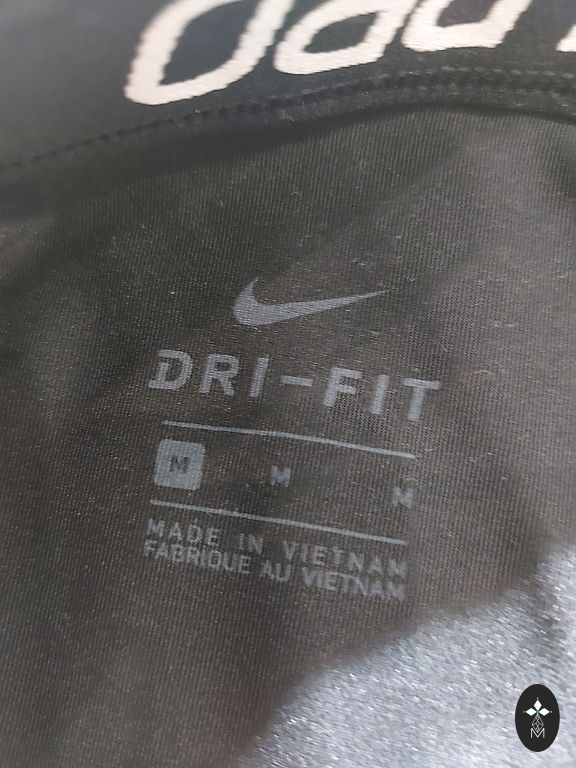 DRI-FIT
M M M
MADE IN VIETNAM
FABRIQUE AU VIETNAM
M